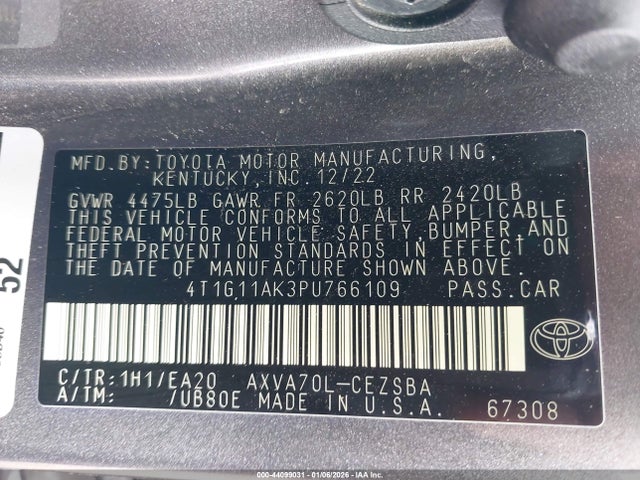 MFD.BY:TOYOTA MOTOR MANUFACTURING,
KENTUCKY,INC.12/22
GVWR 4475LB GAWR FR 2620LB RR 2420LB
THIS VEHICLE CONFORMS TO ALL APPLICABLE
FEDERAL MOTOR VEHICLE SAFETY,BUMPER,AND
THEFT PREVENTION STANDARDS IN EFFECT ON
THE DATE OF MANUFACTURE SHOWN ABOVE.
4T1G11AK3PU766109 PASS.CAR
C/TR:1H1/EA20 AXVA70L-CEZSBA
A/TM: /UB80E MADE IN U.S.A. 67308
TOYOTA
52
000-44099031 - 01/06/2026 - IAAI.COM